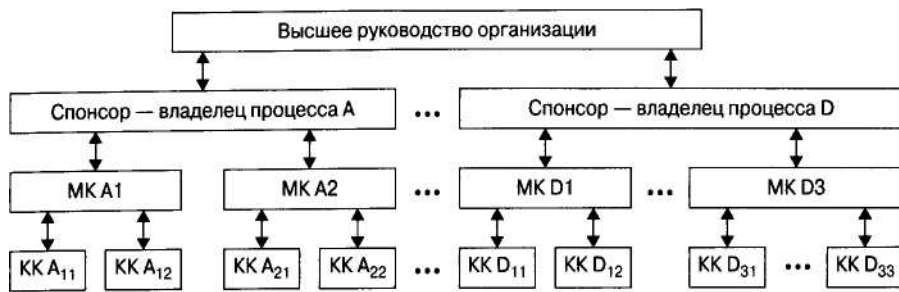 Высшее руководство организации
Спонсор — владелец процесса A ... Спонсор — владелец процесса D
МК A1 МК A2 ... МК D1 ... МК D3
КК A₁₁ КК A₁₂ КК A₂₁ КК A₂₂ ... КК D₁₁ КК D₁₂ КК D₃₁ ... КК D₃₃